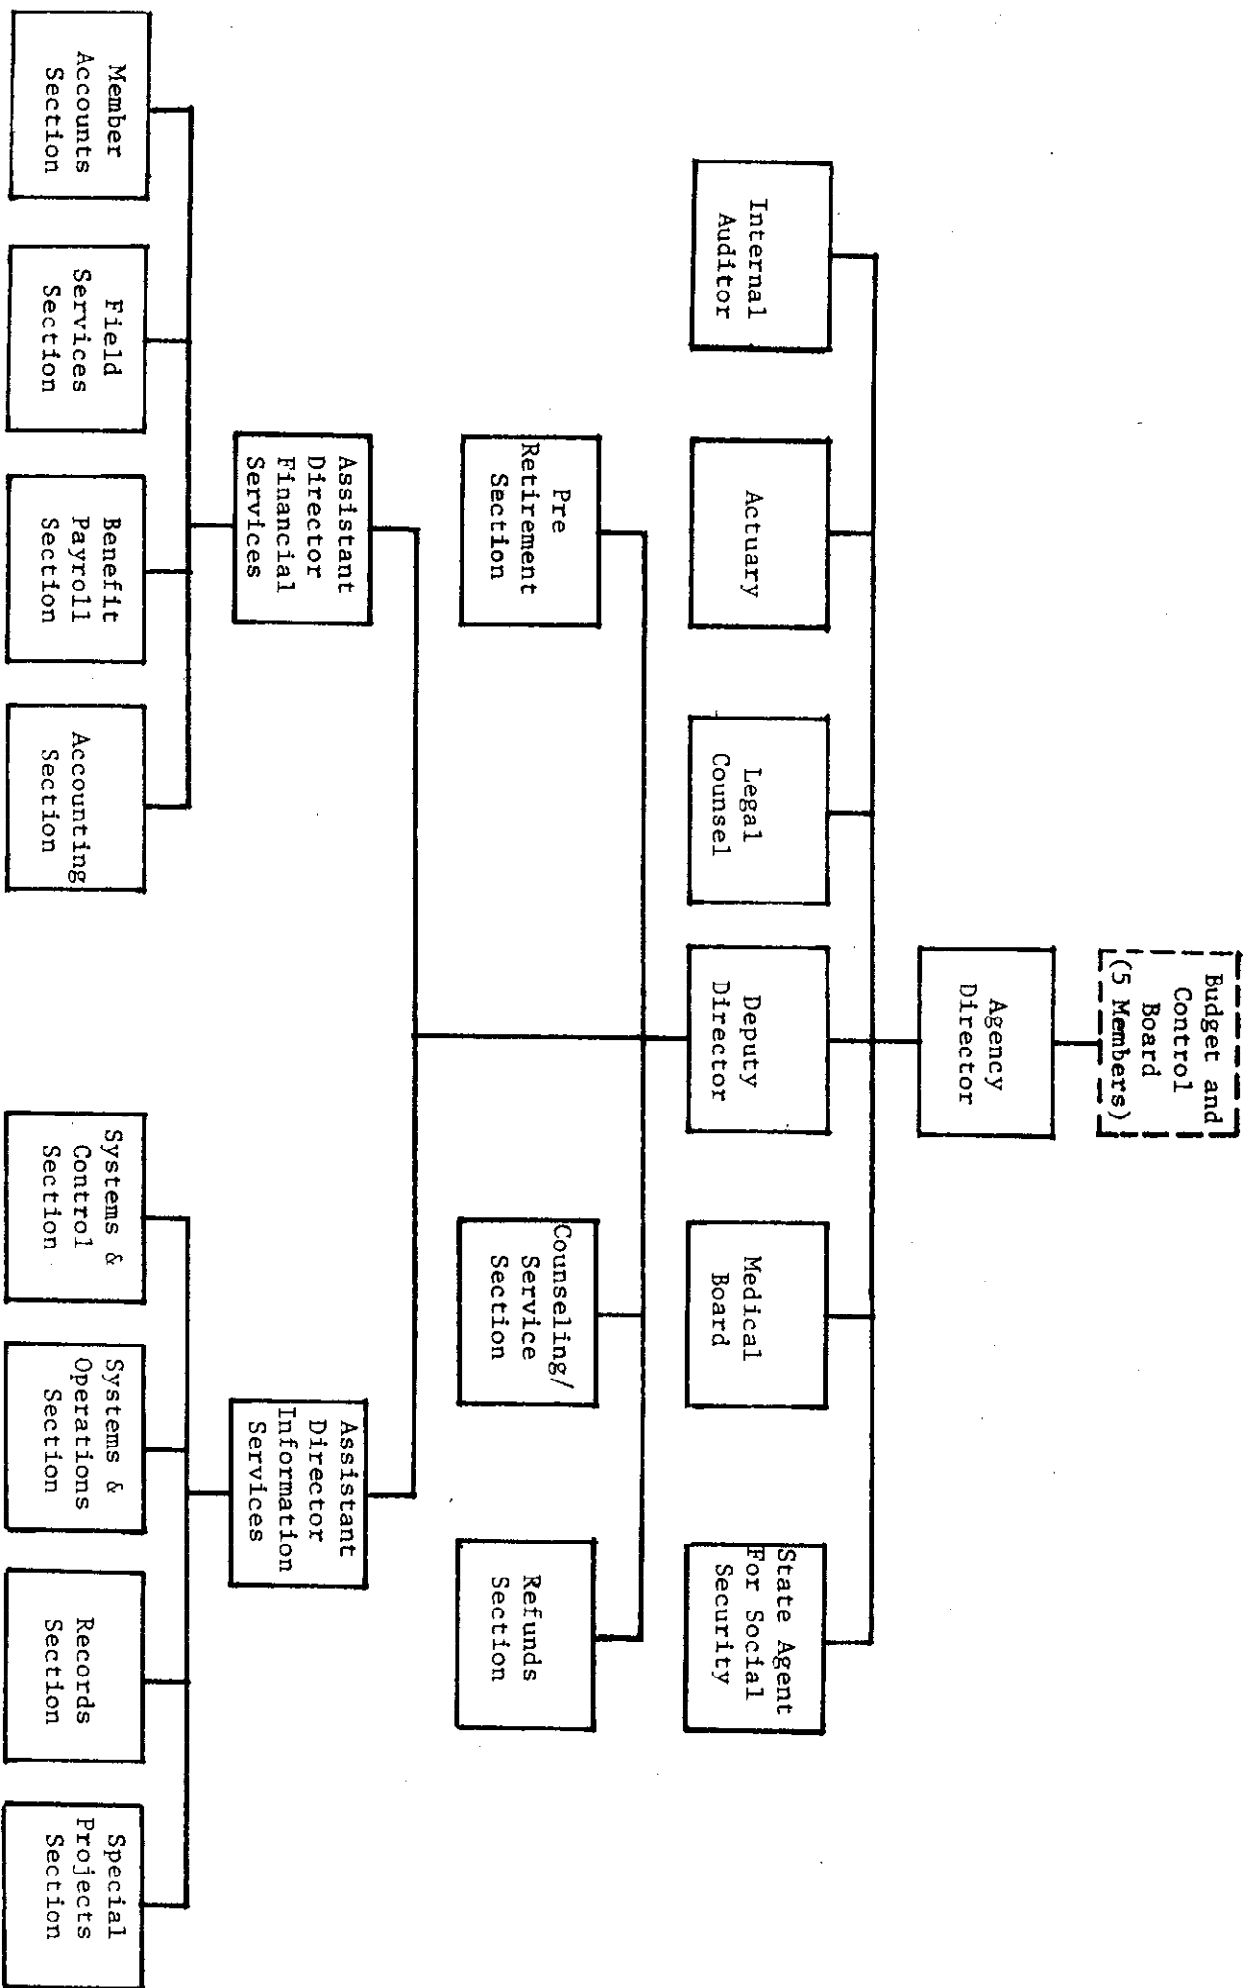 Budget and
Control
Board
(5 Members)
Agency
Director
Internal
Auditor
Actuary
Legal
Counsel
Deputy
Director
Medical
Board
State Agent
For Social
Security
Pre
Retirement
Section
Counseling/
Service
Section
Refunds
Section
Assistant
Director
Financial
Services
Assistant
Director
Information
Services
Member
Accounts
Section
Field
Services
Section
Benefit
Payroll
Section
Accounting
Section
Systems &
Control
Section
Systems &
Operations
Section
Records
Section
Special
Projects
Section